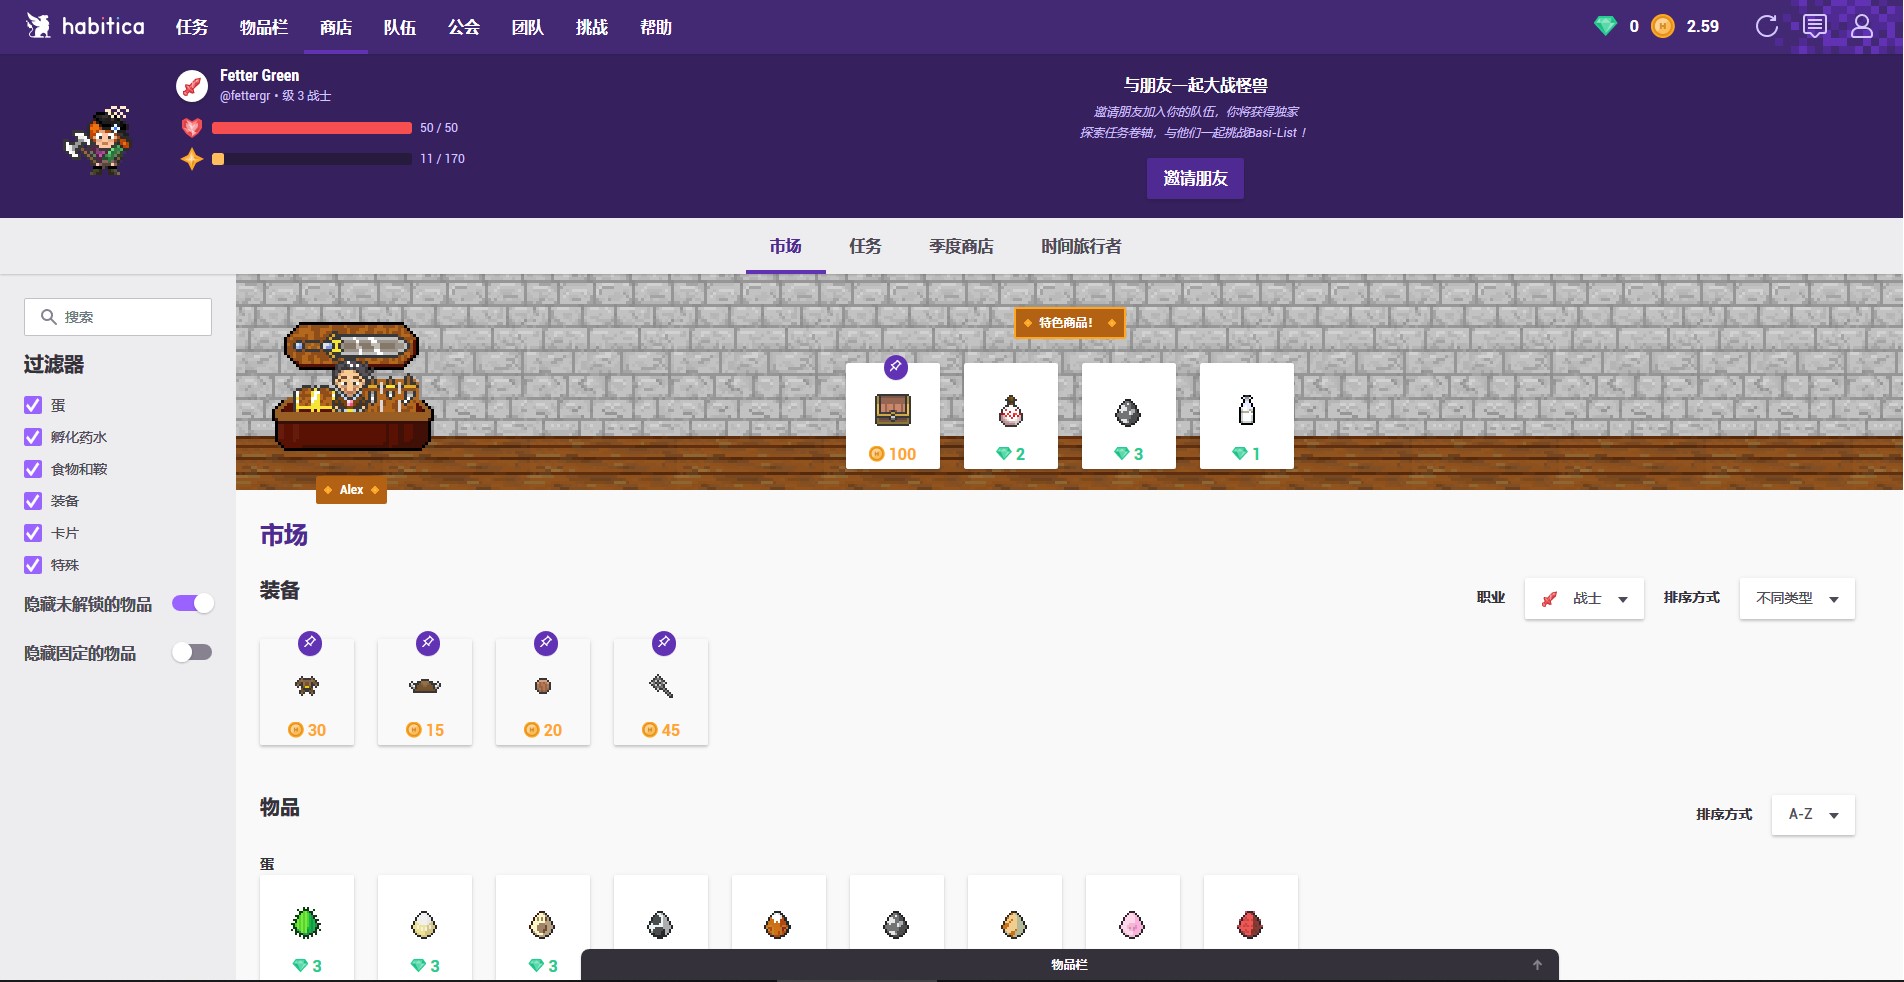 habitica 任务 物品栏 商店 队伍 公会 团队 挑战 帮助 0 2.59
Fetter Green
@fettergr • 级 3 战士
50 / 50
11 / 170
与朋友一起大战怪兽
邀请朋友加入你的队伍，你将获得独家
探索任务卷轴，与他们一起挑战Basi-List！
邀请朋友
市场 任务 季度商店 时间旅行者
搜索
过滤器
蛋
孵化药水
食物和鞍
装备
卡片
特殊
隐藏未解锁的物品
隐藏固定的物品
特色商品!
100 2 3 1
Alex
市场
装备
职业 战士 排序方式 不同类型
30 15 20 45
物品
排序方式 A-Z
蛋
3 3 3
物品栏